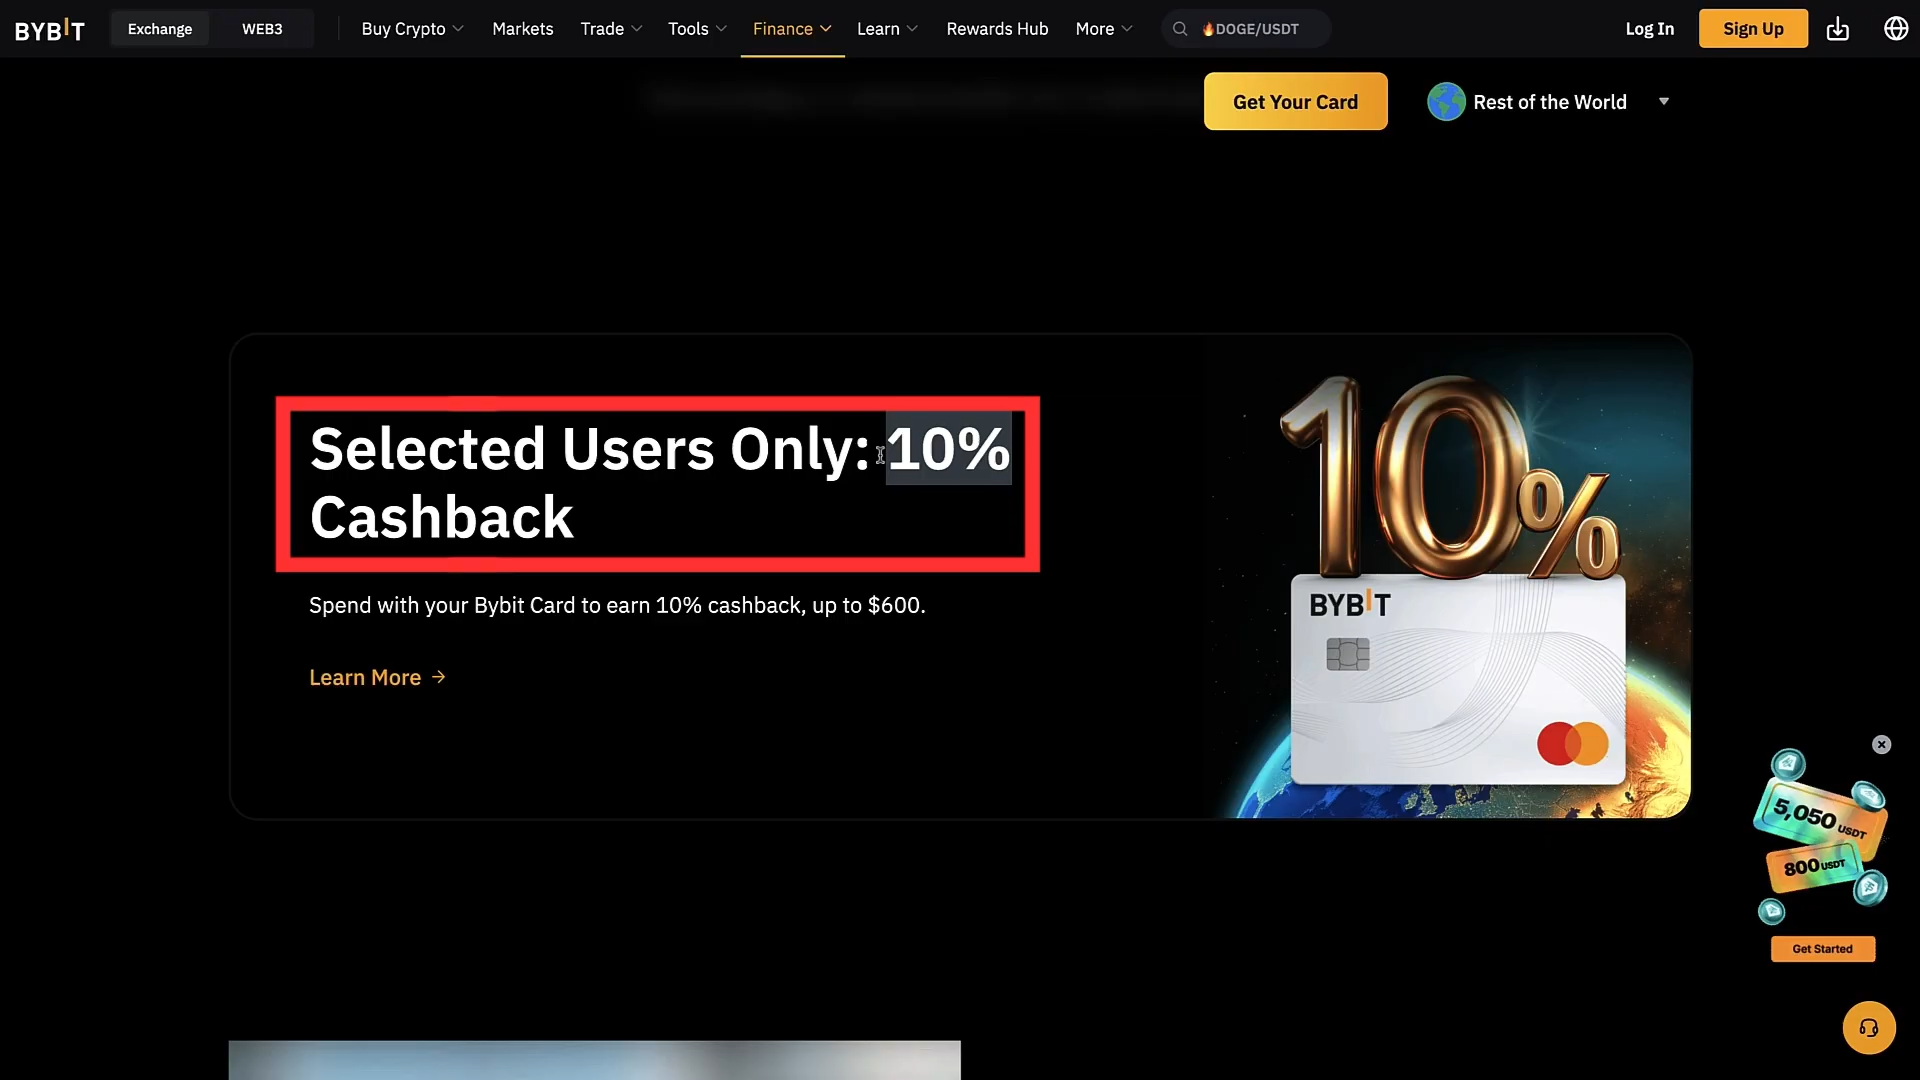 BYBIT
Exchange
WEB3
Buy Crypto
Markets
Trade
Tools
Finance
Learn
Rewards Hub
More
DOGE/USDT
Log In
Sign Up
Get Your Card
Rest of the World
Selected Users Only: 10%
Cashback
Spend with your Bybit Card to earn 10% cashback, up to $600.
Learn More →
10%
BYBIT
5,050 USDT
800 USDT
Get Started